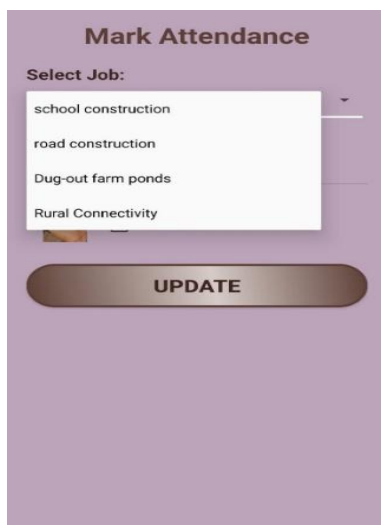 Mark Attendance
Select Job:
school construction
road construction
Dug-out farm ponds
Rural Connectivity
UPDATE